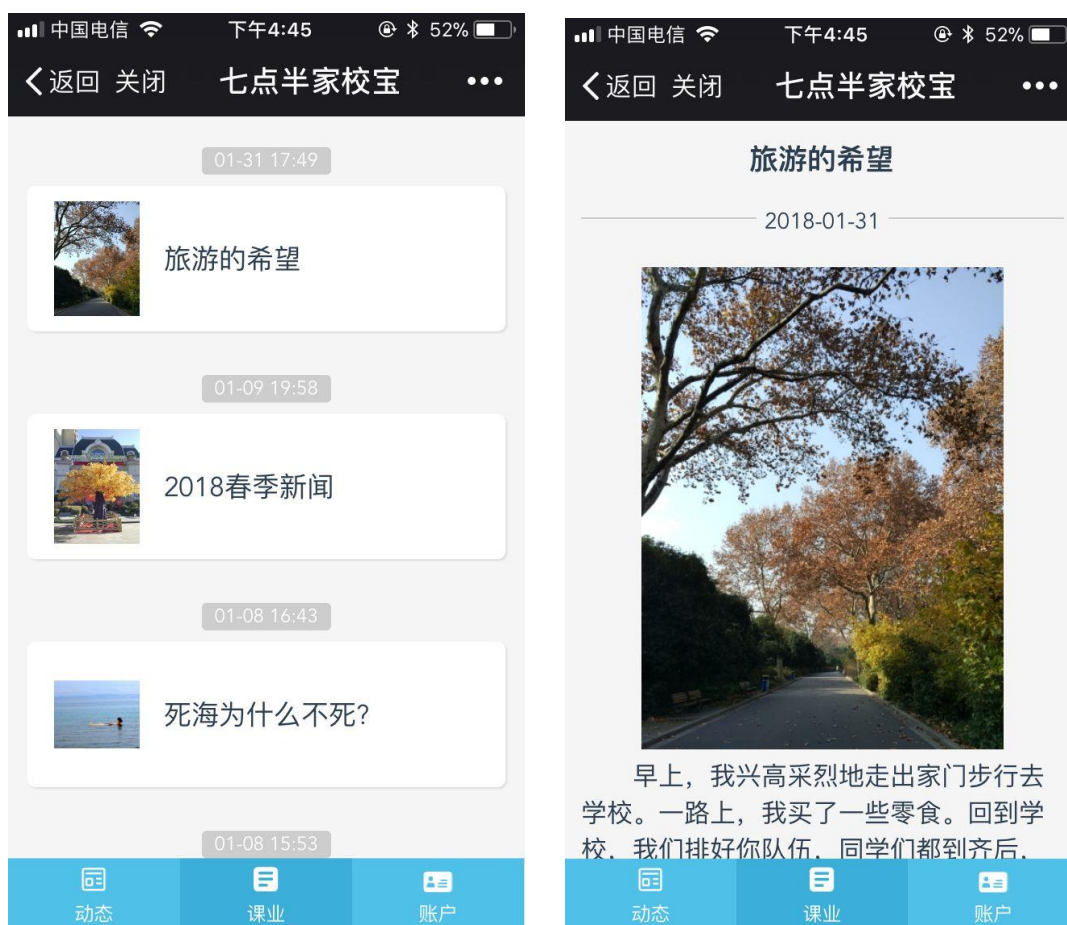 中国电信 下午4:45 52%
返回 关闭 七点半家校宝
01-31 17:49
旅游的希望
01-09 19:58
2018春季新闻
01-08 16:43
死海为什么不死？
01-08 15:53
动态 课业 账户
中国电信 下午4:45 52%
返回 关闭 七点半家校宝
旅游的希望
2018-01-31
早上，我兴高采烈地走出家门步行去
学校。一路上，我买了一些零食。回到学
校，我们排好你队伍，同学们都到齐后，
动态 课业 账户